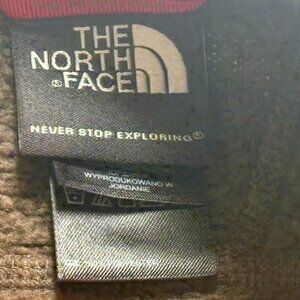 THE
NORTH
FACE
NEVER STOP EXPLORING®
WYPRODUKOWANO W
JORDANIE